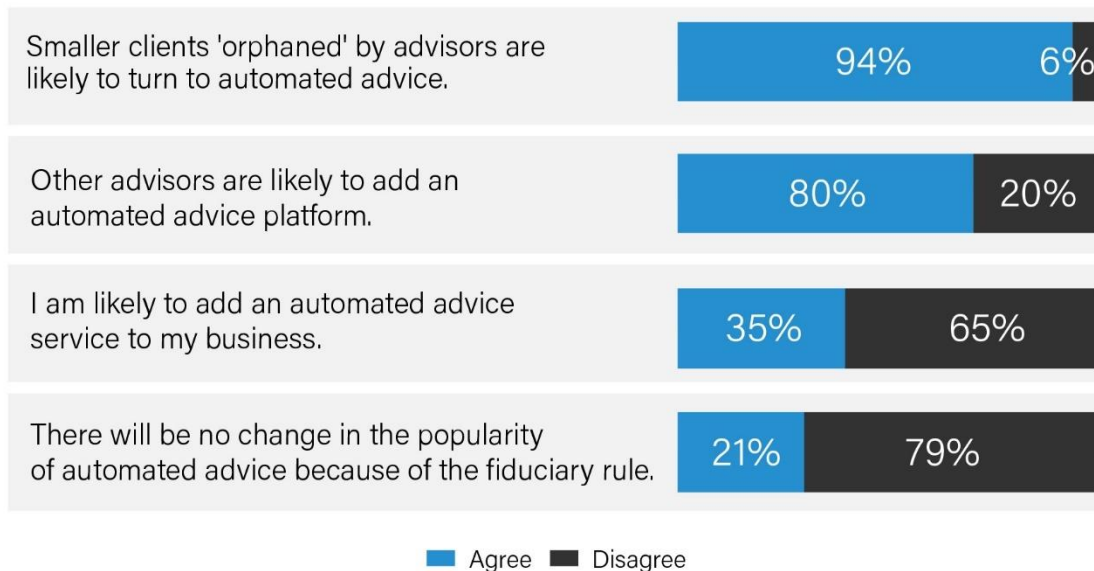 Smaller clients 'orphaned' by advisors are
likely to turn to automated advice.
94% 6%
Other advisors are likely to add an
automated advice platform.
80% 20%
I am likely to add an automated advice
service to my business.
35% 65%
There will be no change in the popularity
of automated advice because of the fiduciary rule.
21% 79%
Agree Disagree